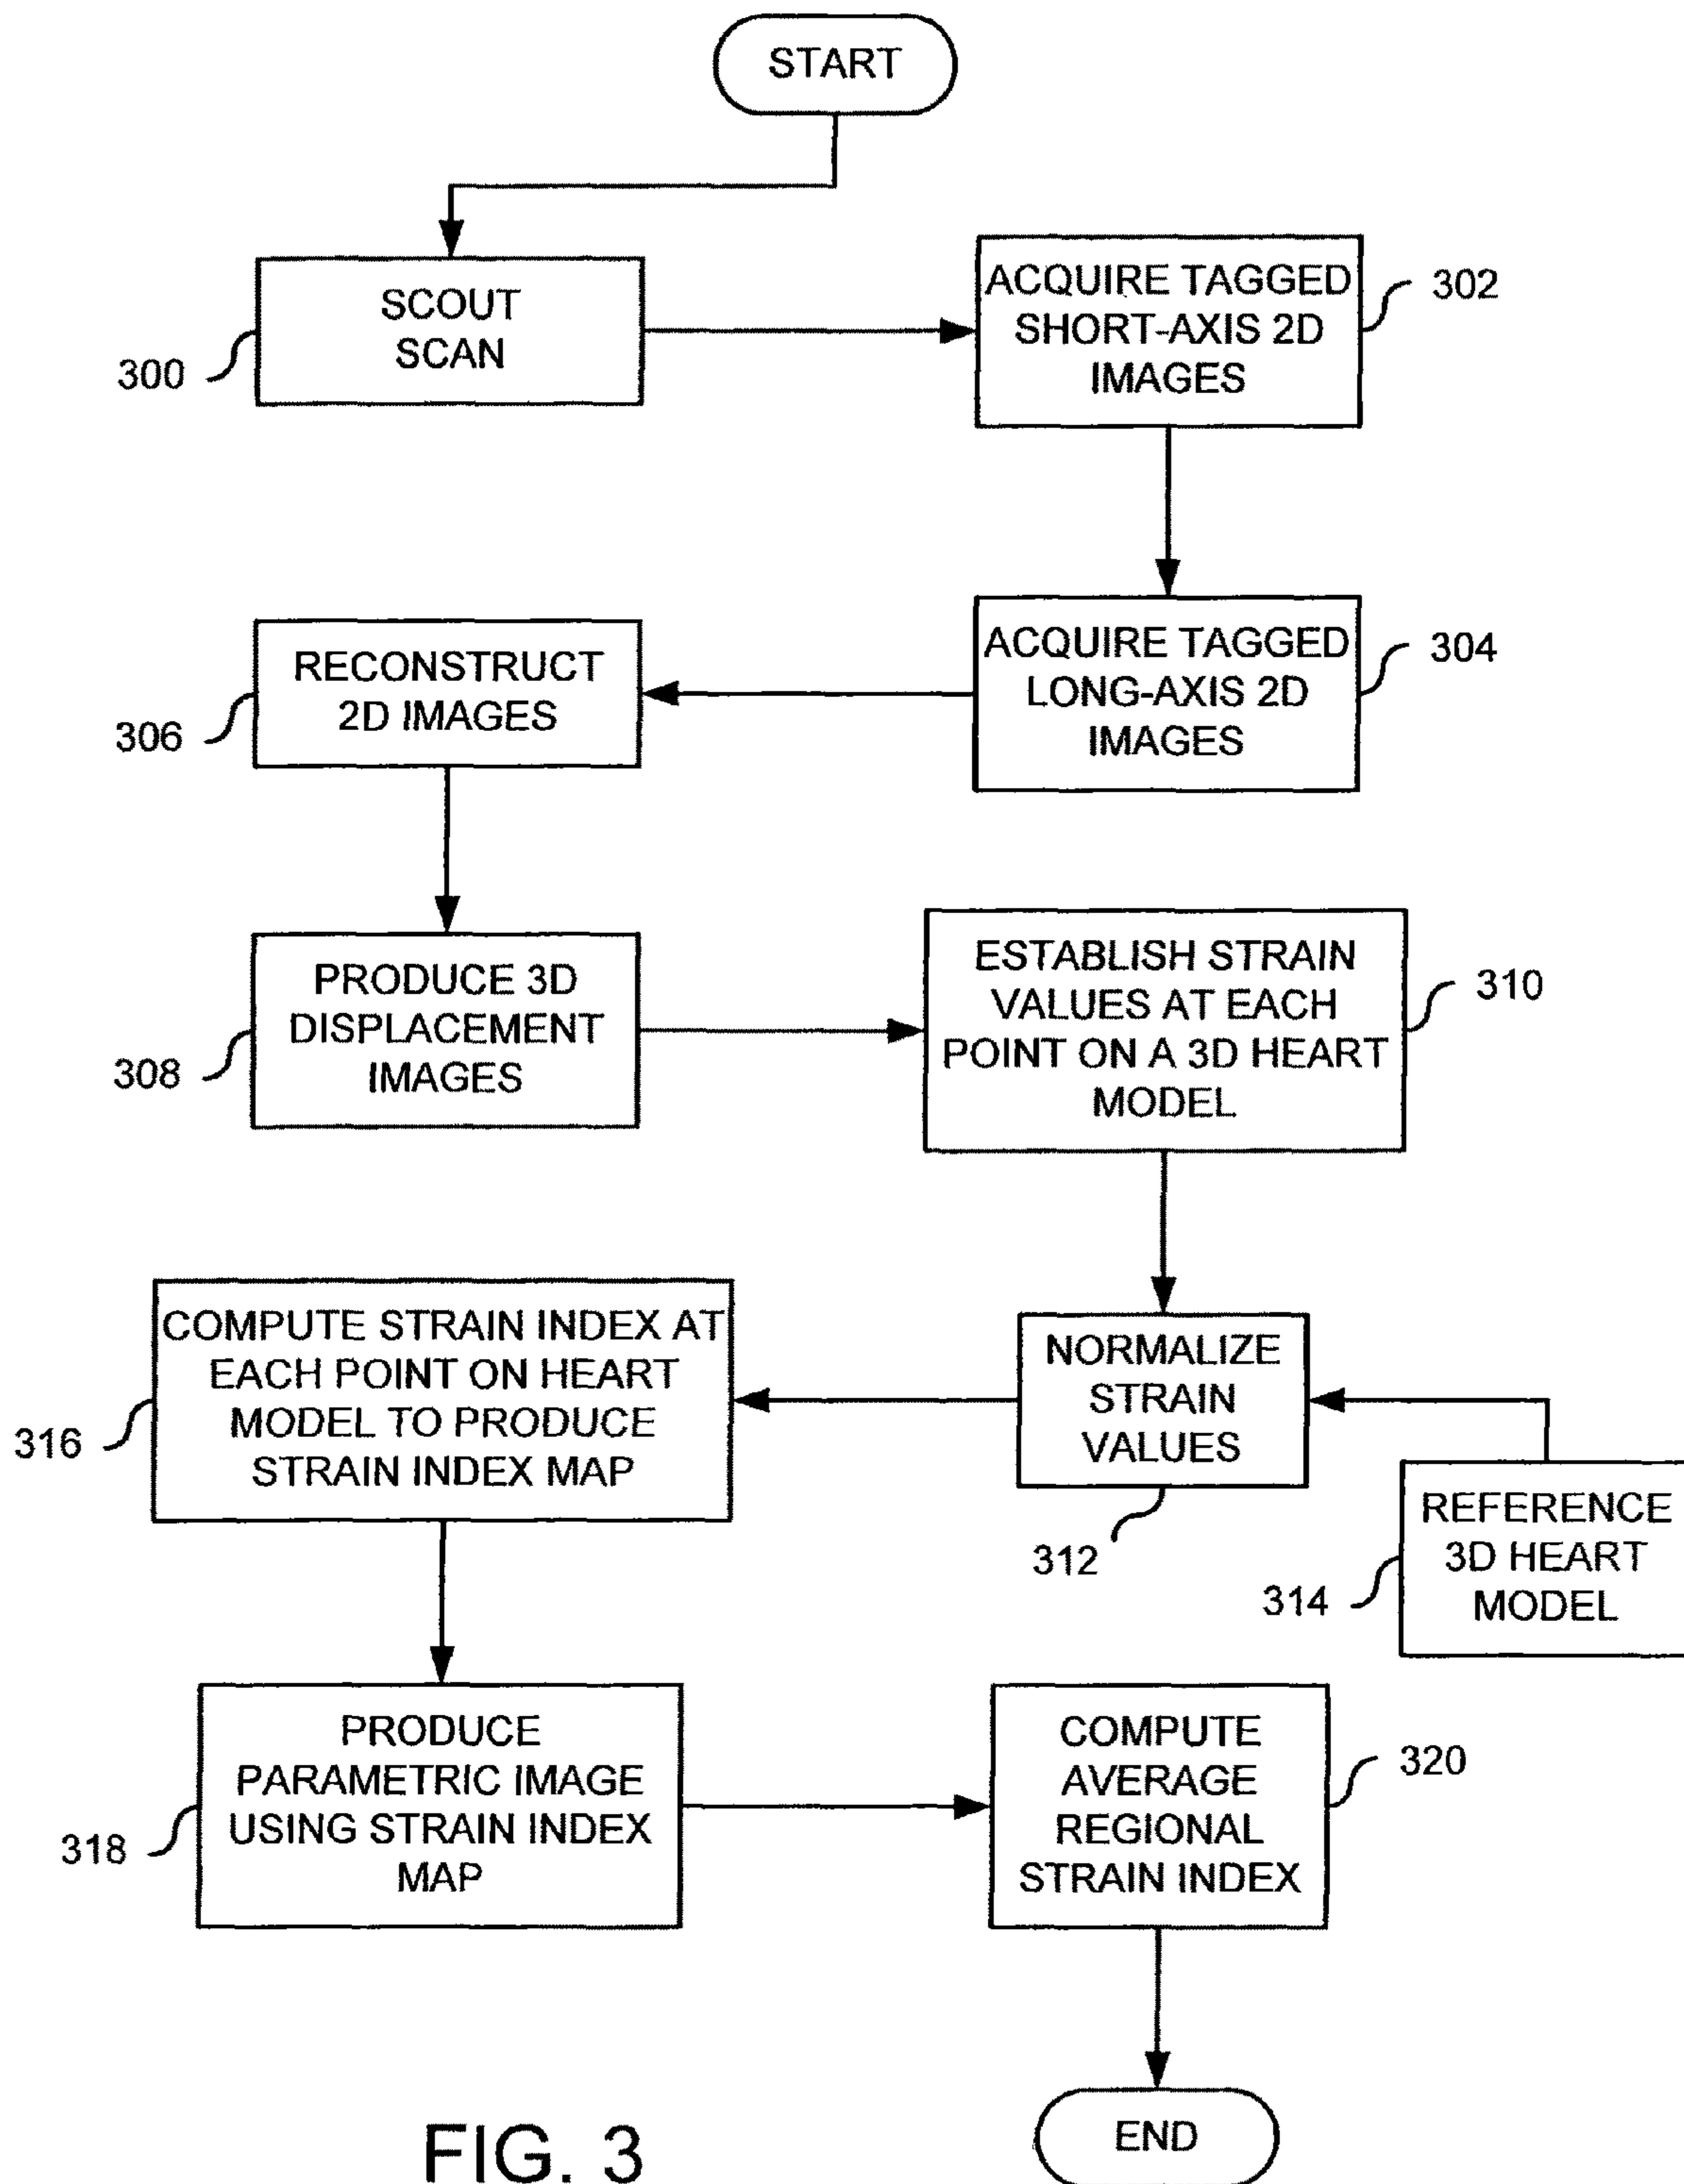 START
SCOUT
SCAN
300
ACQUIRE TAGGED
SHORT-AXIS 2D
IMAGES
302
ACQUIRE TAGGED
LONG-AXIS 2D
IMAGES
304
RECONSTRUCT
2D IMAGES
306
PRODUCE 3D
DISPLACEMENT
IMAGES
308
ESTABLISH STRAIN
VALUES AT EACH
POINT ON A 3D HEART
MODEL
310
NORMALIZE
STRAIN
VALUES
312
REFERENCE
3D HEART
MODEL
314
COMPUTE STRAIN INDEX AT
EACH POINT ON HEART
MODEL TO PRODUCE
STRAIN INDEX MAP
316
PRODUCE
PARAMETRIC IMAGE
USING STRAIN INDEX
MAP
318
COMPUTE
AVERAGE
REGIONAL
STRAIN INDEX
320
END
FIG. 3